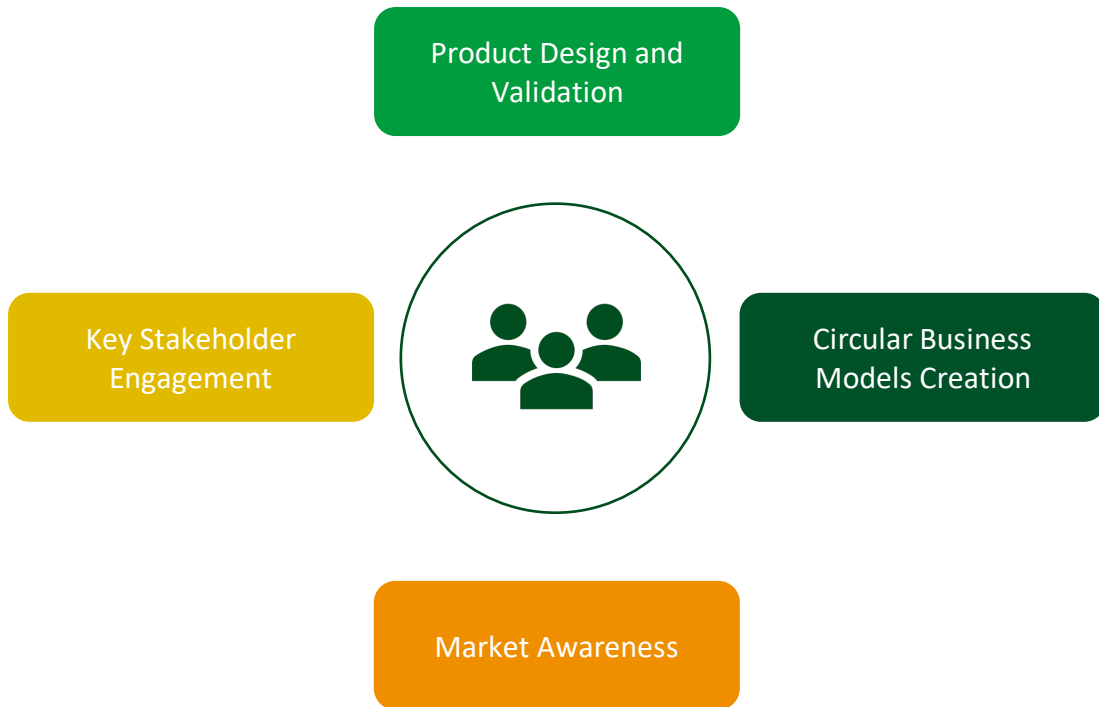 Product Design and
Validation
Key Stakeholder
Engagement
Circular Business
Models Creation
Market Awareness